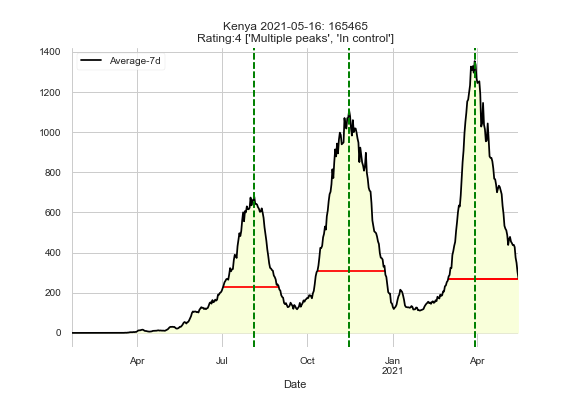 Kenya 2021-05-16: 165465
Rating:4 ['Multiple peaks', 'In control']
Average-7d
1400
1200
1000
800
600
400
200
0
Apr
Jul
Oct
Jan
2021
Apr
Date